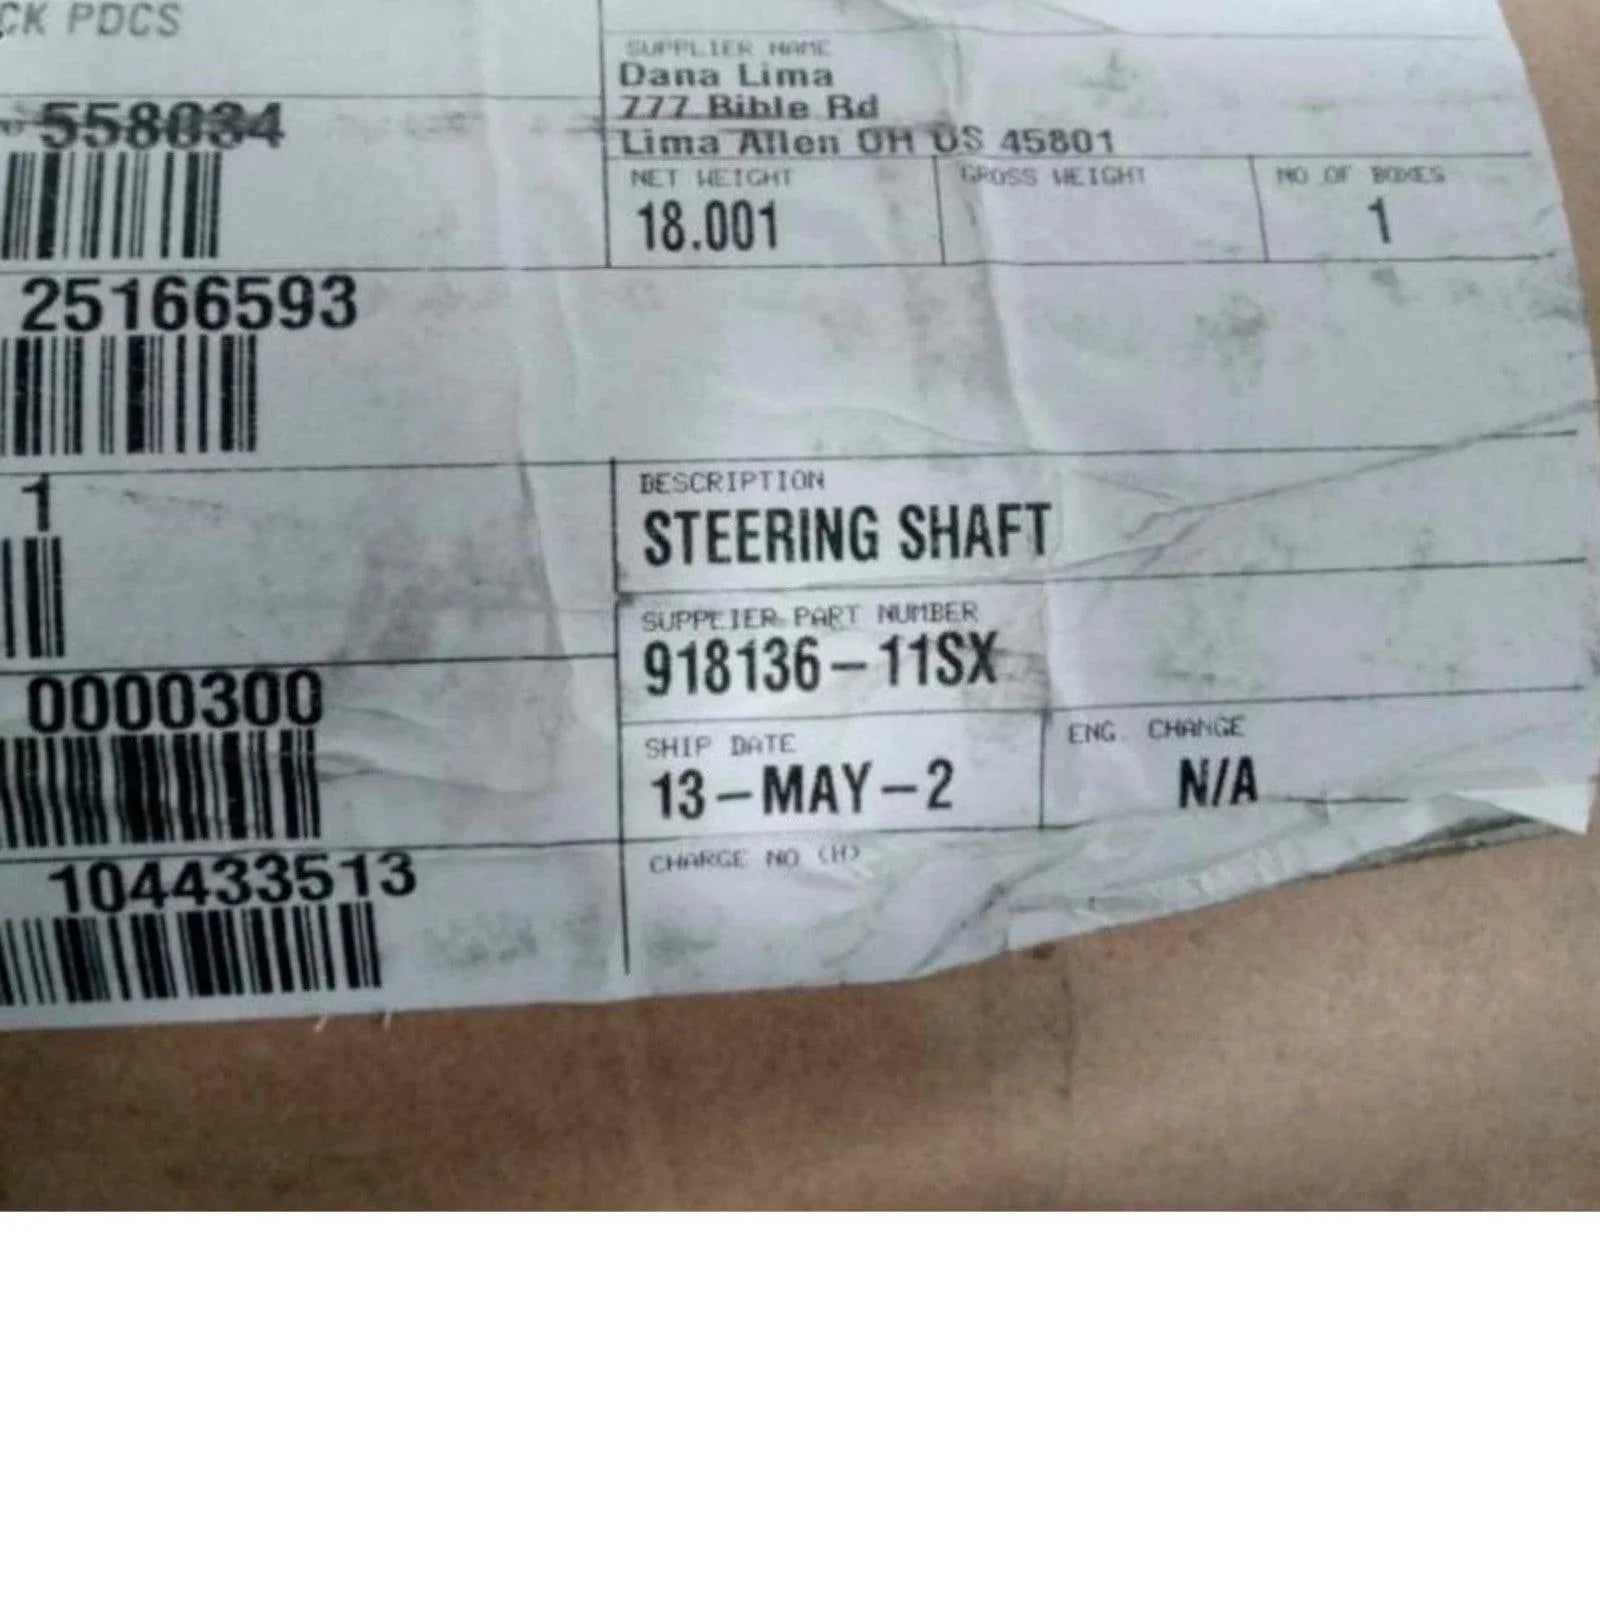 CK PDCS
SUPPLIER NAME
Dana Lima
777 Bible Rd
Lima Allen OH US 45801
558034
NET WEIGHT
GROSS WEIGHT
NO OF BOXES
18.001
1
25166593
1
DESCRIPTION
STEERING SHAFT
SUPPLIER PART NUMBER
918136-11SX
0000300
SHIP DATE
ENG. CHANGE
13-MAY-2
N/A
104433513
CHARGE NO (H)